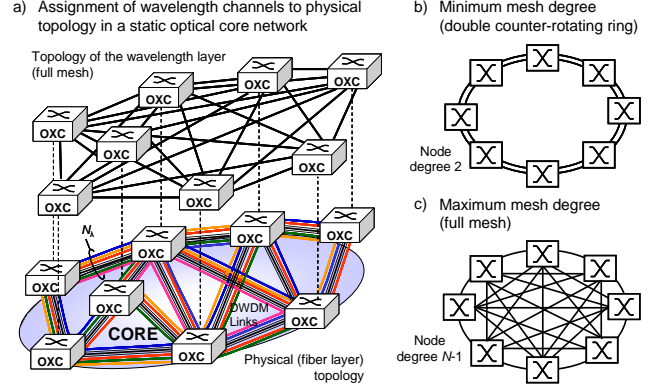 a) Assignment of wavelength channels to physical
topology in a static optical core network
Topology of the wavelength layer
(full mesh)
OXC
OXC
OXC
OXC
OXC
OXC
OXC
OXC
Nλ
OXC
OXC
OXC
OXC
OXC
OXC
OXC
OXC
CORE
DWDM
Links
Physical (fiber layer)
topology
b) Minimum mesh degree
(double counter-rotating ring)
Node
degree 2
c) Maximum mesh degree
(full mesh)
Node
degree N-1